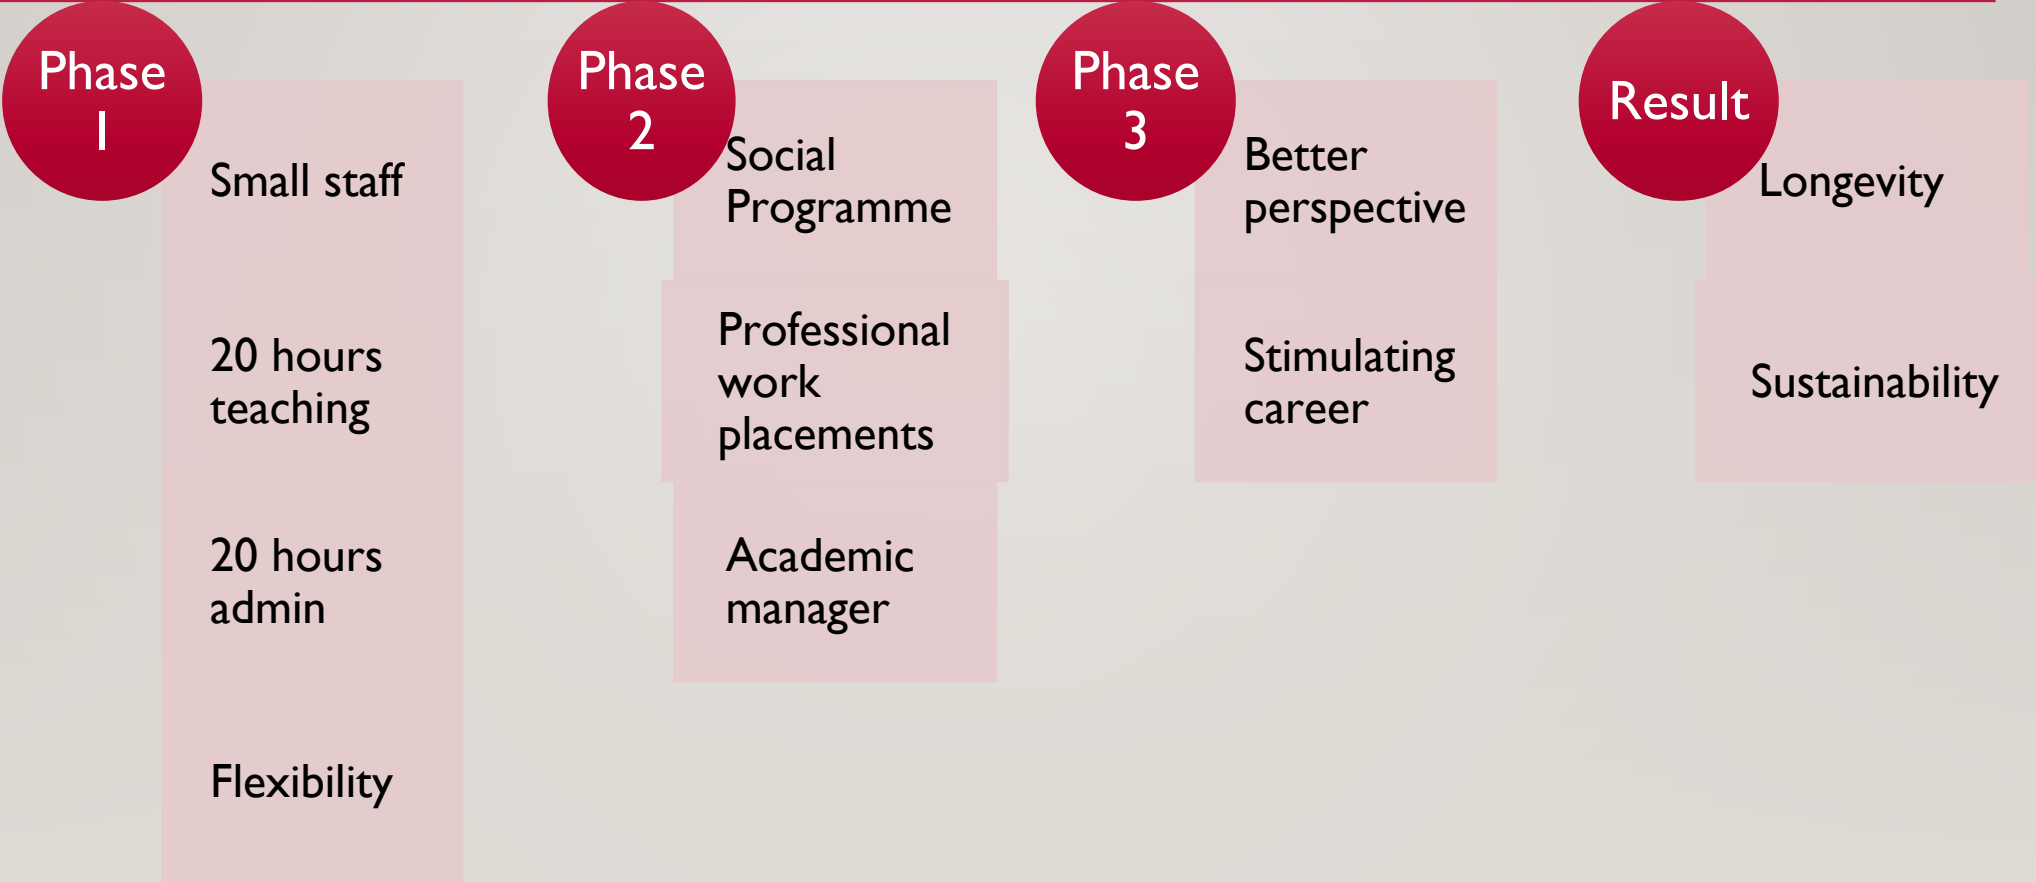 Phase
1
Small staff
20 hours
teaching
20 hours
admin
Flexibility
Phase
2
Social
Programme
Professional
work
placements
Academic
manager
Phase
3
Better
perspective
Stimulating
career
Result
Longevity
Sustainability